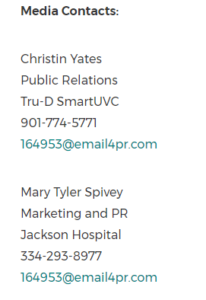 Media Contacts:
Christin Yates
Public Relations
Tru-D SmartUVC
901-774-5771
164953@email4pr.com
Mary Tyler Spivey
Marketing and PR
Jackson Hospital
334-293-8977
164953@email4pr.com